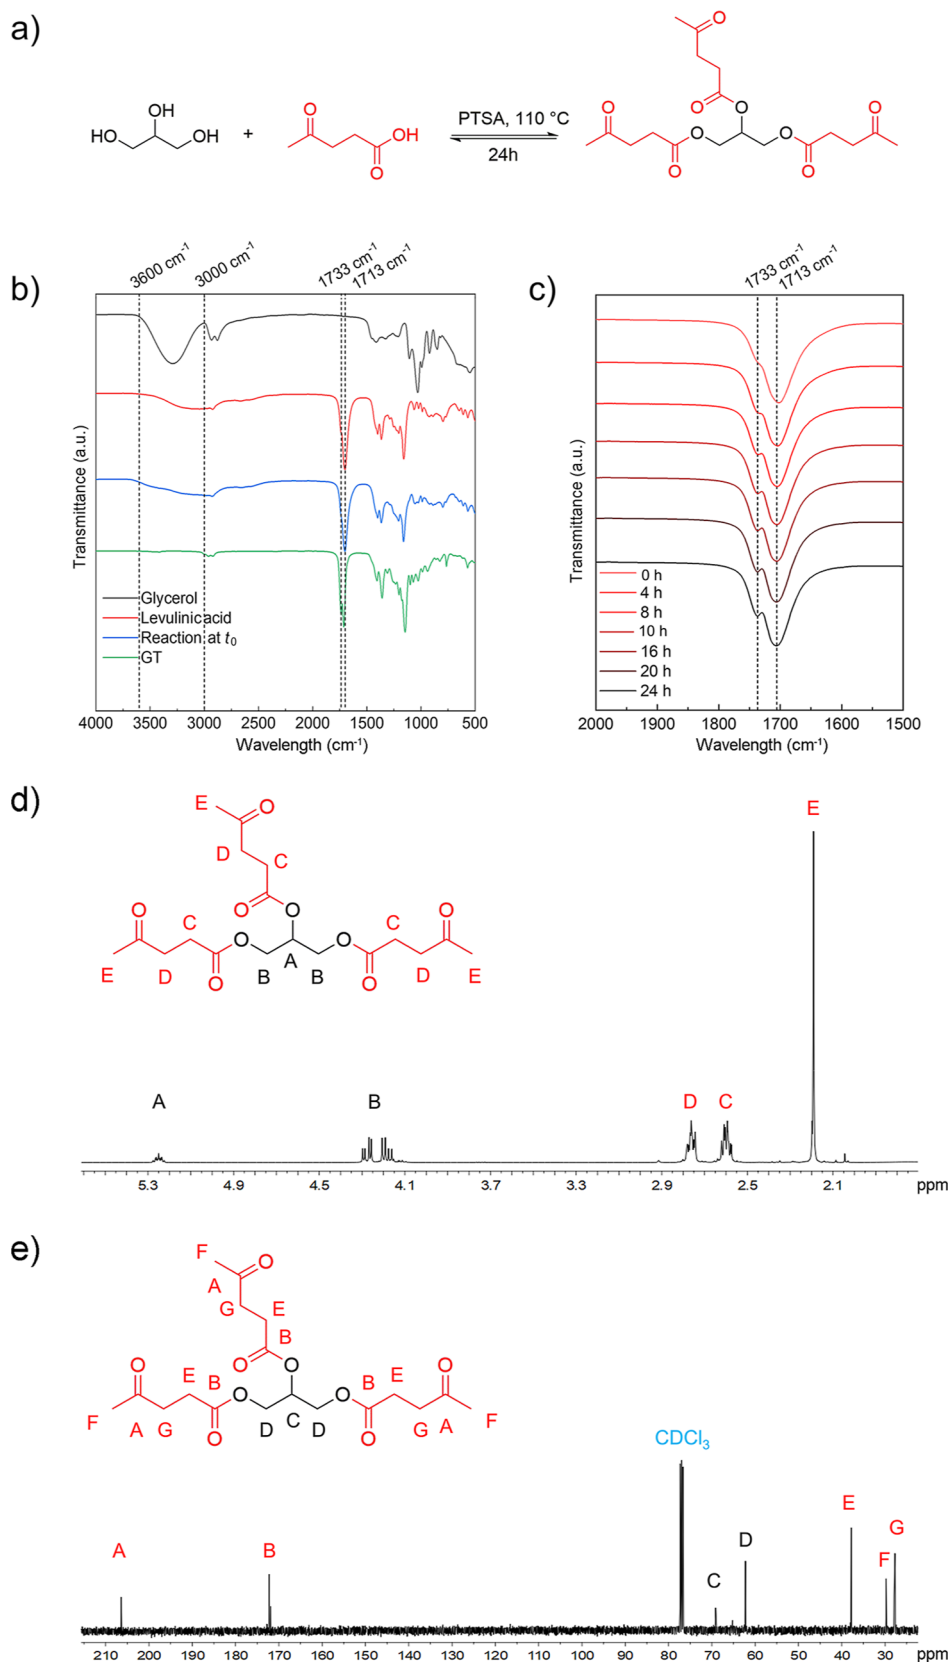 a)
O
O
O
OH
HO
OH
+
O
OH
O
PTSA, 110 °C
24h
O
O
O
O
O
O
O
O
b)
3600 cm-1
3000 cm-1
1733 cm-1
1713 cm-1
Transmittance (a.u.)
Glycerol
Levulinic acid
Reaction at t0
GT
4000 3500 3000 2500 2000 1500 1000 500
Wavelength (cm-1)
c)
1733 cm-1
1713 cm-1
Transmittance (a.u.)
0 h
4 h
8 h
10 h
16 h
20 h
24 h
2000 1900 1800 1700 1600 1500
Wavelength (cm-1)
d)
E O
D C
O O
O C O O C O
E D O B A B O D E
E
A B D C
5.3 4.9 4.5 4.1 3.7 3.3 2.9 2.5 2.1 ppm
e)
F O
A
G E
B
O O
O E B O O B E O
F A G O D C D O G A F
CDCl3
A B C D E F G
210 200 190 180 170 160 150 140 130 120 110 100 90 80 70 60 50 40 30 ppm